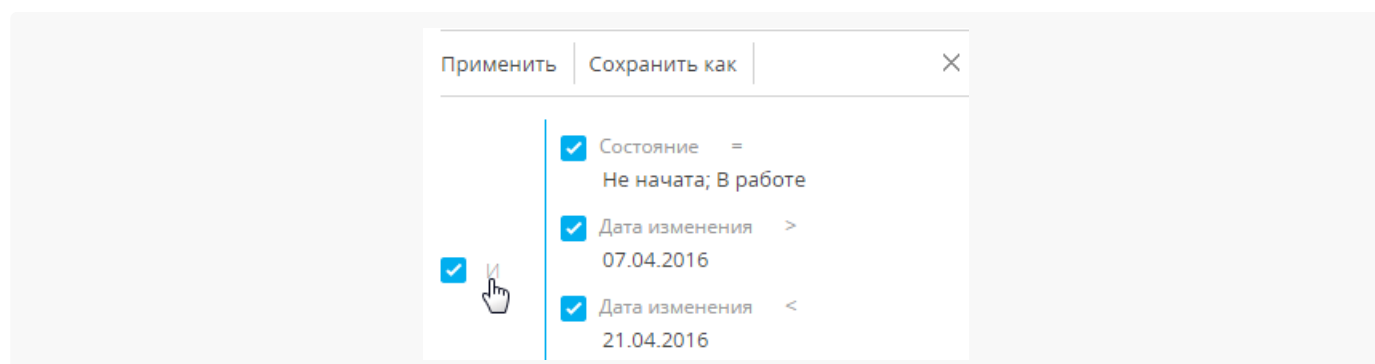 Применить Сохранить как
Состояние =
Не начата; В работе
Дата изменения >
07.04.2016
И
Дата изменения <
21.04.2016